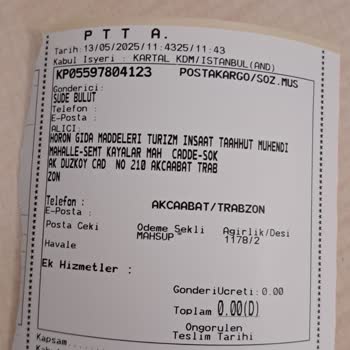 PTT A.
Tarih: 13/05/2025/11:4325/11:43
Kabul Isyeri : KARTAL KDM/ISTANBUL(AND)
KP05597804123 POSTAKARGO/SOZ.MUS
Gonderici:
SUDE BULUT
Telefon :
E-Posta :
ALICI:
HORON GIDA MADDELERI TURIZM INSAAT TAAHHUT MUHENDI
MAHALLE-SEMT KAYALAR MAH CADDE-SOK
AK DUZKOY CAD NO 210 AKCAABAT TRAB
ZON
Telefon : AKCAABAT/TRABZON
E-Posta :
Posta Ceki Odeme Sekli Agirlik/Desi
Havale MAHSUP 1178/2
Ek Hizmetler :
GonderiUcreti: 0.00
Toplam 0.00(D)
Ongorulen
Teslim Tarihi
Kapsam